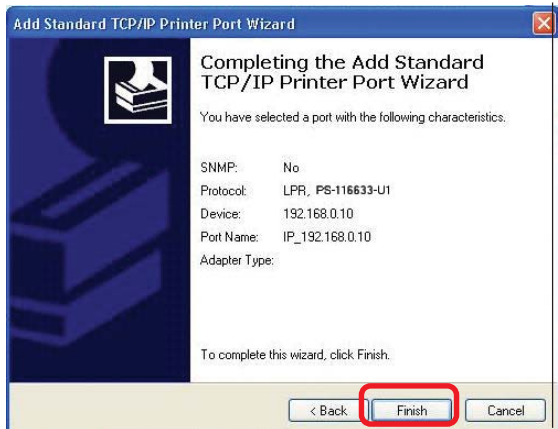 Add Standard TCP/IP Printer Port Wizard
Completing the Add Standard
TCP/IP Printer Port Wizard
You have selected a port with the following characteristics.
SNMP: No
Protocol: LPR, PS-116633-U1
Device: 192.168.0.10
Port Name: IP_192.168.0.10
Adapter Type:
To complete this wizard, click Finish.
< Back Finish Cancel